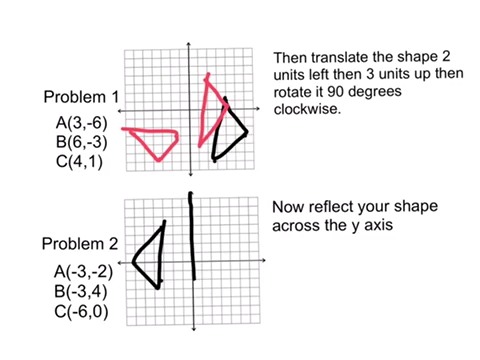 Then translate the shape 2
units left then 3 units up then
rotate it 90 degrees
clockwise.
Problem 1
A(3,-6)
B(6,-3)
C(4,1)
Now reflect your shape
across the y axis
Problem 2
A(-3,-2)
B(-3,4)
C(-6,0)